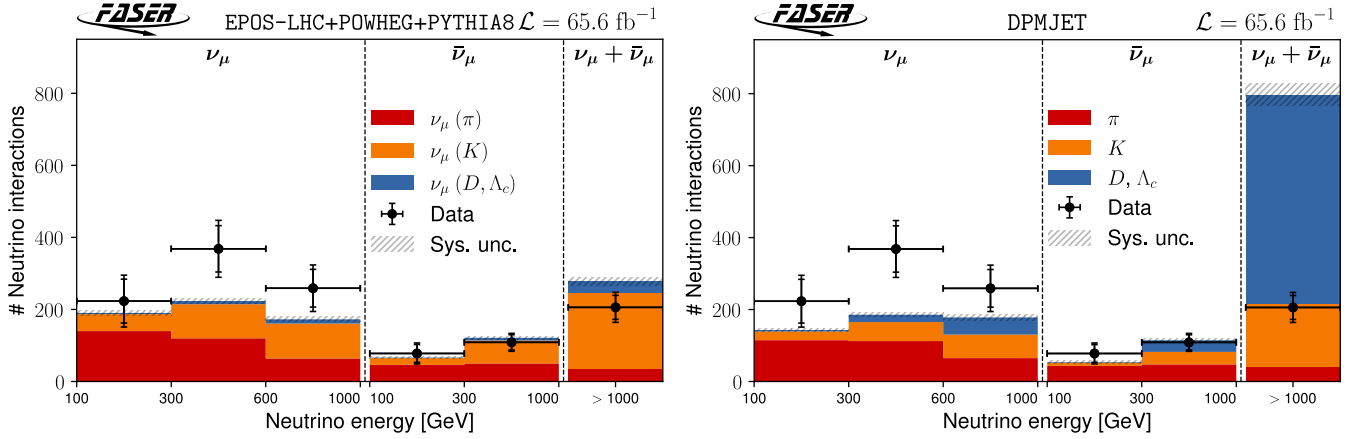 FASER
EPOS-LHC+POWHEG+PYTHIA8 ℒ = 65.6 fb⁻¹
ν_μ
ν̄_μ
ν_μ + ν̄_μ
# Neutrino interactions
800
600
400
200
0
ν_μ (π)
ν_μ (K)
ν_μ (D, Λ_c)
Data
Sys. unc.
100 300 600 1000 100 300 1000 > 1000
Neutrino energy [GeV]
FASER
DPMJET ℒ = 65.6 fb⁻¹
ν_μ
ν̄_μ
ν_μ + ν̄_μ
# Neutrino interactions
800
600
400
200
0
π
K
D, Λ_c
Data
Sys. unc.
100 300 600 1000 100 300 1000 > 1000
Neutrino energy [GeV]